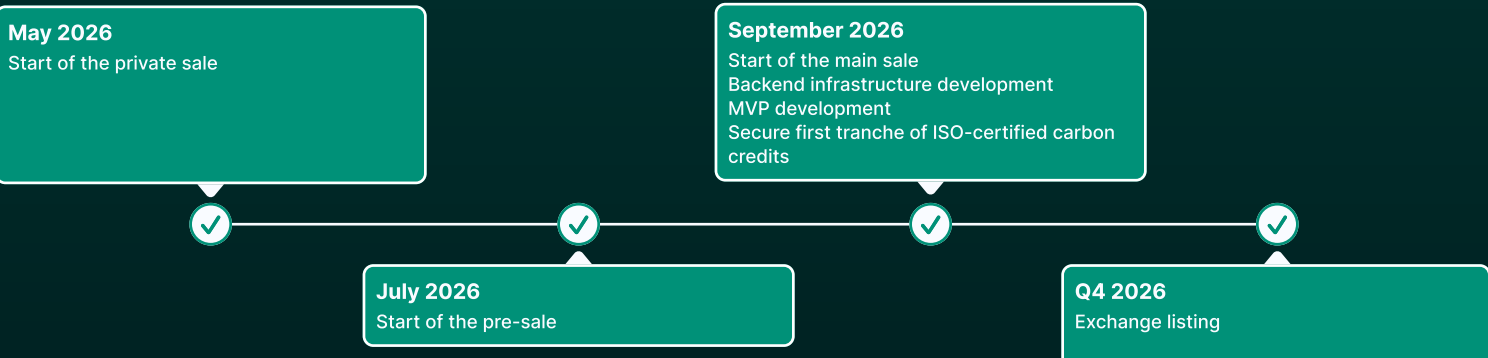 May 2026
Start of the private sale
July 2026
Start of the pre-sale
September 2026
Start of the main sale
Backend infrastructure development
MVP development
Secure first tranche of ISO-certified carbon
credits
Q4 2026
Exchange listing